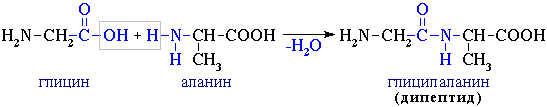 O O
H₂N–CH₂–C–OH + H–N–CH–COOH H₂N–CH₂–C–N–CH–COOH
–H₂O
H CH₃ H CH₃
глицин аланин глицилаланин
(дипептид)